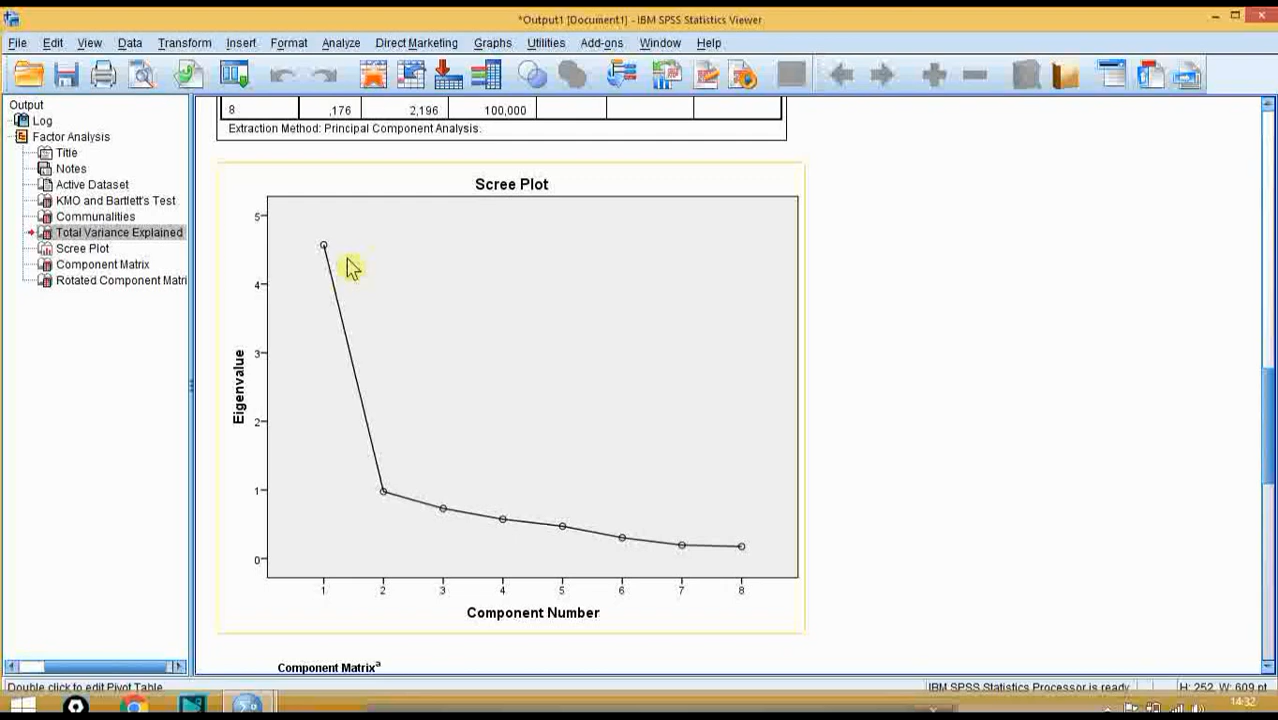 *Output1 [Document1] - IBM SPSS Statistics Viewer
File Edit View Data Transform Insert Format Analyze Direct Marketing Graphs Utilities Add-ons Window Help
Output
Log
Factor Analysis
Title
Notes
Active Dataset
KMO and Bartlett's Test
Communalities
Total Variance Explained
Scree Plot
Component Matrix
Rotated Component Matri
8 ,176 2,196 100,000
Extraction Method: Principal Component Analysis.
Scree Plot
5
4
3
2
1
0
Eigenvalue
1 2 3 4 5 6 7 8
Component Number
Component Matrixa
Double click to edit Pivot Table
IBM SPSS Statistics Processor is ready
H: 252, W: 609 pt
14:32